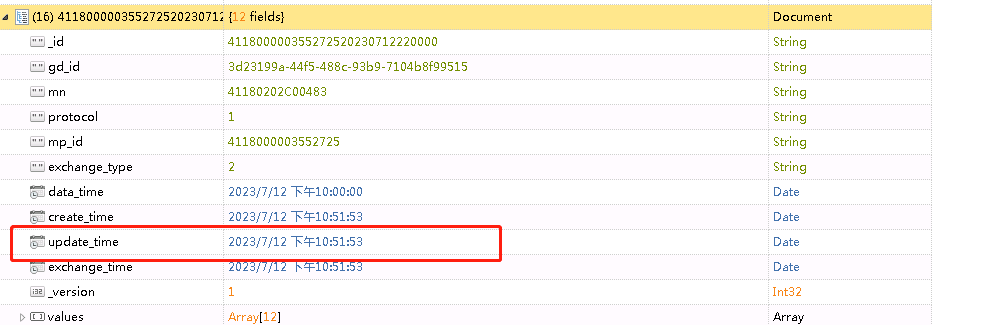 (16) 411800000355272520230712 {12 fields} Document
_id 411800000355272520230712220000 String
gd_id 3d23199a-44f5-488c-93b9-7104b8f99515 String
mn 41180202C00483 String
protocol 1 String
mp_id 4118000003552725 String
exchange_type 2 String
data_time 2023/7/12 下午10:00:00 Date
create_time 2023/7/12 下午10:51:53 Date
update_time 2023/7/12 下午10:51:53 Date
exchange_time 2023/7/12 下午10:51:53 Date
i32 _version 1 Int32
values Array[12] Array